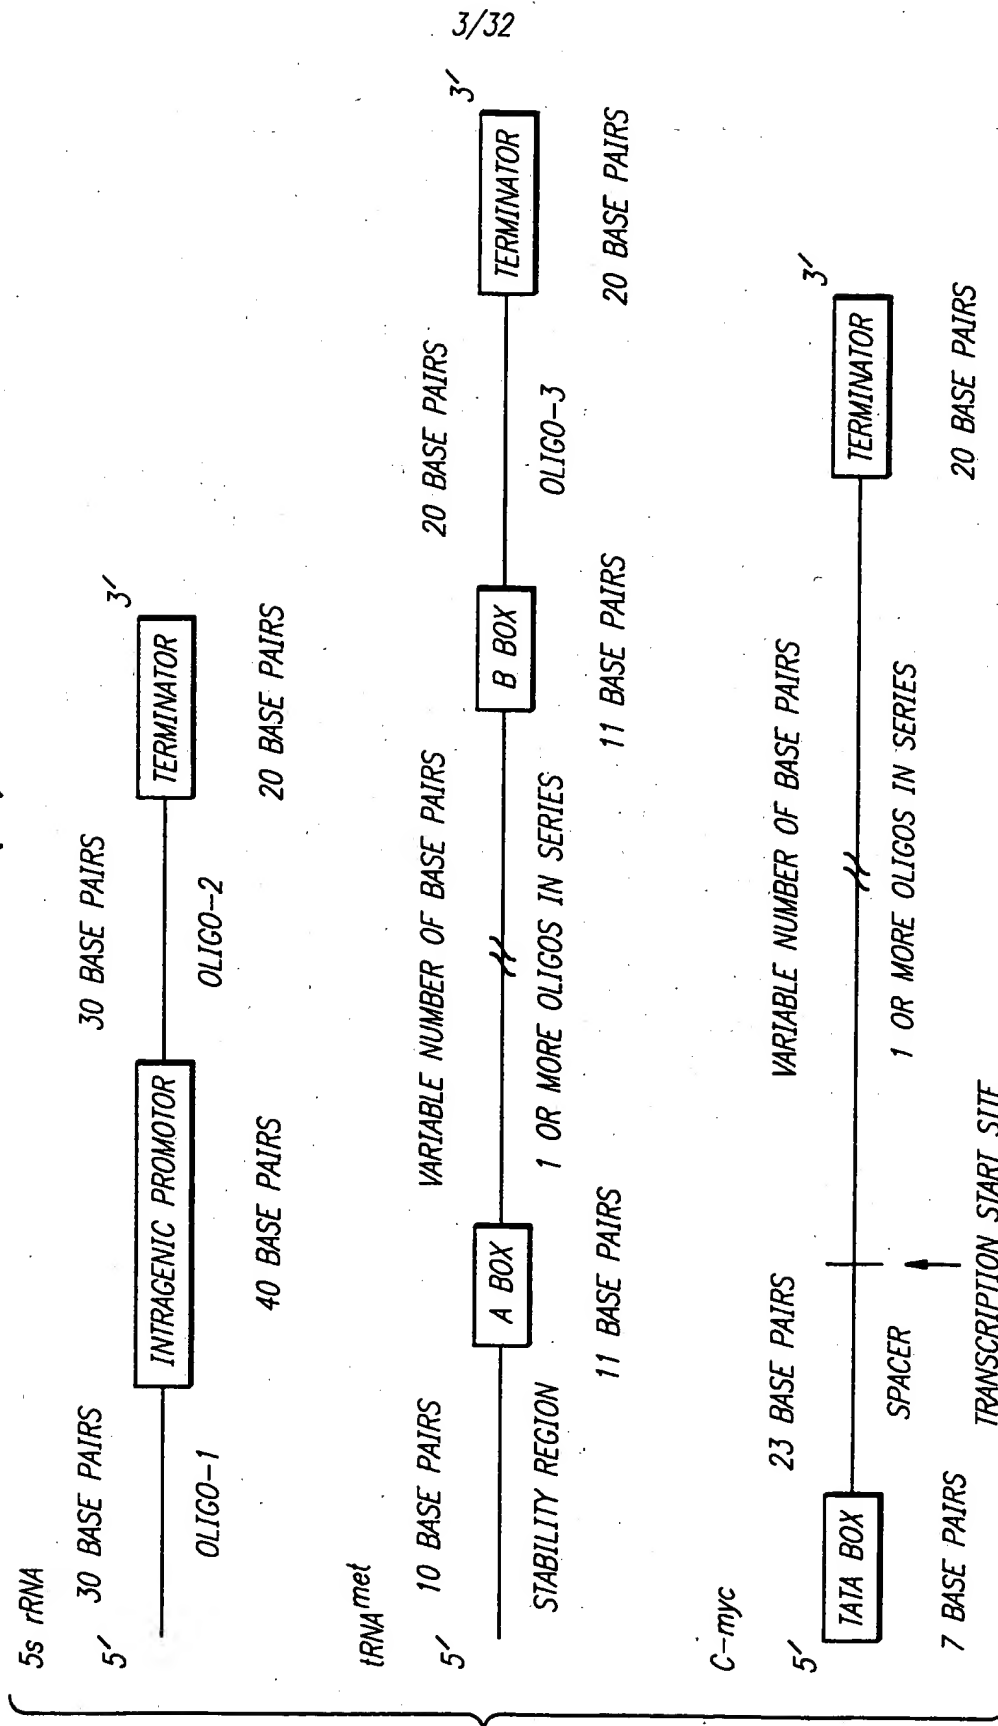 3/32
5s rRNA
5′
30 BASE PAIRS
OLIGO-1
INTRAGENIC PROMOTOR
40 BASE PAIRS
30 BASE PAIRS
OLIGO-2
TERMINATOR
20 BASE PAIRS
3′
tRNAmet
5′
10 BASE PAIRS
STABILITY REGION
A BOX
11 BASE PAIRS
VARIABLE NUMBER OF BASE PAIRS
1 OR MORE OLIGOS IN SERIES
B BOX
11 BASE PAIRS
20 BASE PAIRS
OLIGO-3
TERMINATOR
20 BASE PAIRS
3′
C-myc
5′
TATA BOX
7 BASE PAIRS
23 BASE PAIRS
SPACER
TRANSCRIPTION START SITE
VARIABLE NUMBER OF BASE PAIRS
1 OR MORE OLIGOS IN SERIES
TERMINATOR
20 BASE PAIRS
3′